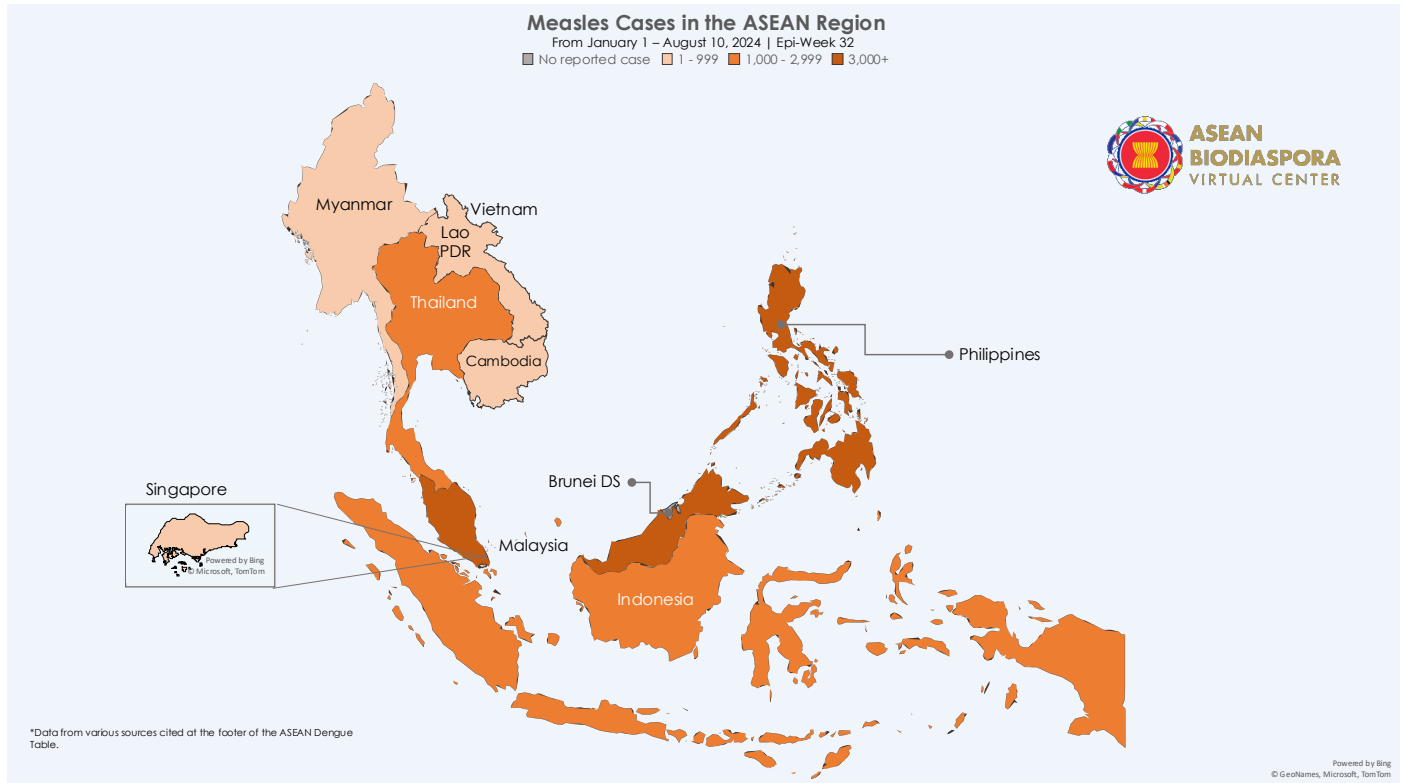 Measles Cases in the ASEAN Region
From January 1 – August 10, 2024 | Epi-Week 32
No reported case 1 - 999 1,000 - 2,999 3,000+
ASEAN
BIODIASPORA
VIRTUAL CENTER
Myanmar
Vietnam
Lao
PDR
Thailand
Cambodia
Philippines
Brunei DS
Singapore
Powered by Bing
© Microsoft, TomTom
Malaysia
Indonesia
*Data from various sources cited at the footer of the ASEAN Dengue
Table.
Powered by Bing
© GeoNames, Microsoft, TomTom